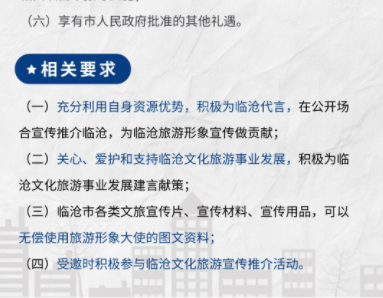 （六）享有市人民政府批准的其他礼遇。
★相关要求
（一）充分利用自身资源优势，积极为临沧代言，在公开场
合宣传推介临沧，为临沧旅游形象宣传做贡献；
（二）关心、爱护和支持临沧文化旅游事业发展，积极为临
沧文化旅游事业发展建言献策；
（三）临沧市各类文旅宣传片、宣传材料、宣传用品，可以
无偿使用旅游形象大使的图文资料；
（四）受邀时积极参与临沧文化旅游宣传推介活动。